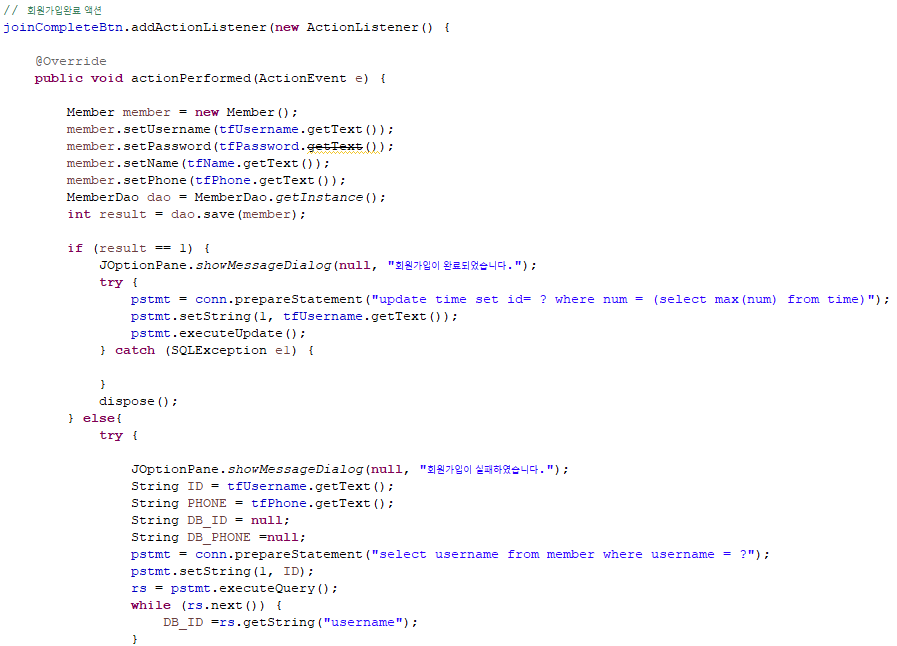 // 회원가입완료 액션
joinCompleteBtn.addActionListener(new ActionListener() {
@Override
public void actionPerformed(ActionEvent e) {
Member member = new Member();
member.setUsername(tfUsername.getText());
member.setPassword(tfPassword.getText());
member.setName(tfName.getText());
member.setPhone(tfPhone.getText());
MemberDao dao = MemberDao.getInstance();
int result = dao.save(member);
if (result == 1) {
JOptionPane.showMessageDialog(null, "회원가입이 완료되었습니다.");
try {
pstmt = conn.prepareStatement("update time set id= ? where num = (select max(num) from time)");
pstmt.setString(1, tfUsername.getText());
pstmt.executeUpdate();
} catch (SQLException e1) {
}
dispose();
} else{
try {
JOptionPane.showMessageDialog(null, "회원가입이 실패하였습니다.");
String ID = tfUsername.getText();
String PHONE = tfPhone.getText();
String DB_ID = null;
String DB_PHONE =null;
pstmt = conn.prepareStatement("select username from member where username = ?");
pstmt.setString(1, ID);
rs = pstmt.executeQuery();
while (rs.next()) {
DB_ID =rs.getString("username");
}